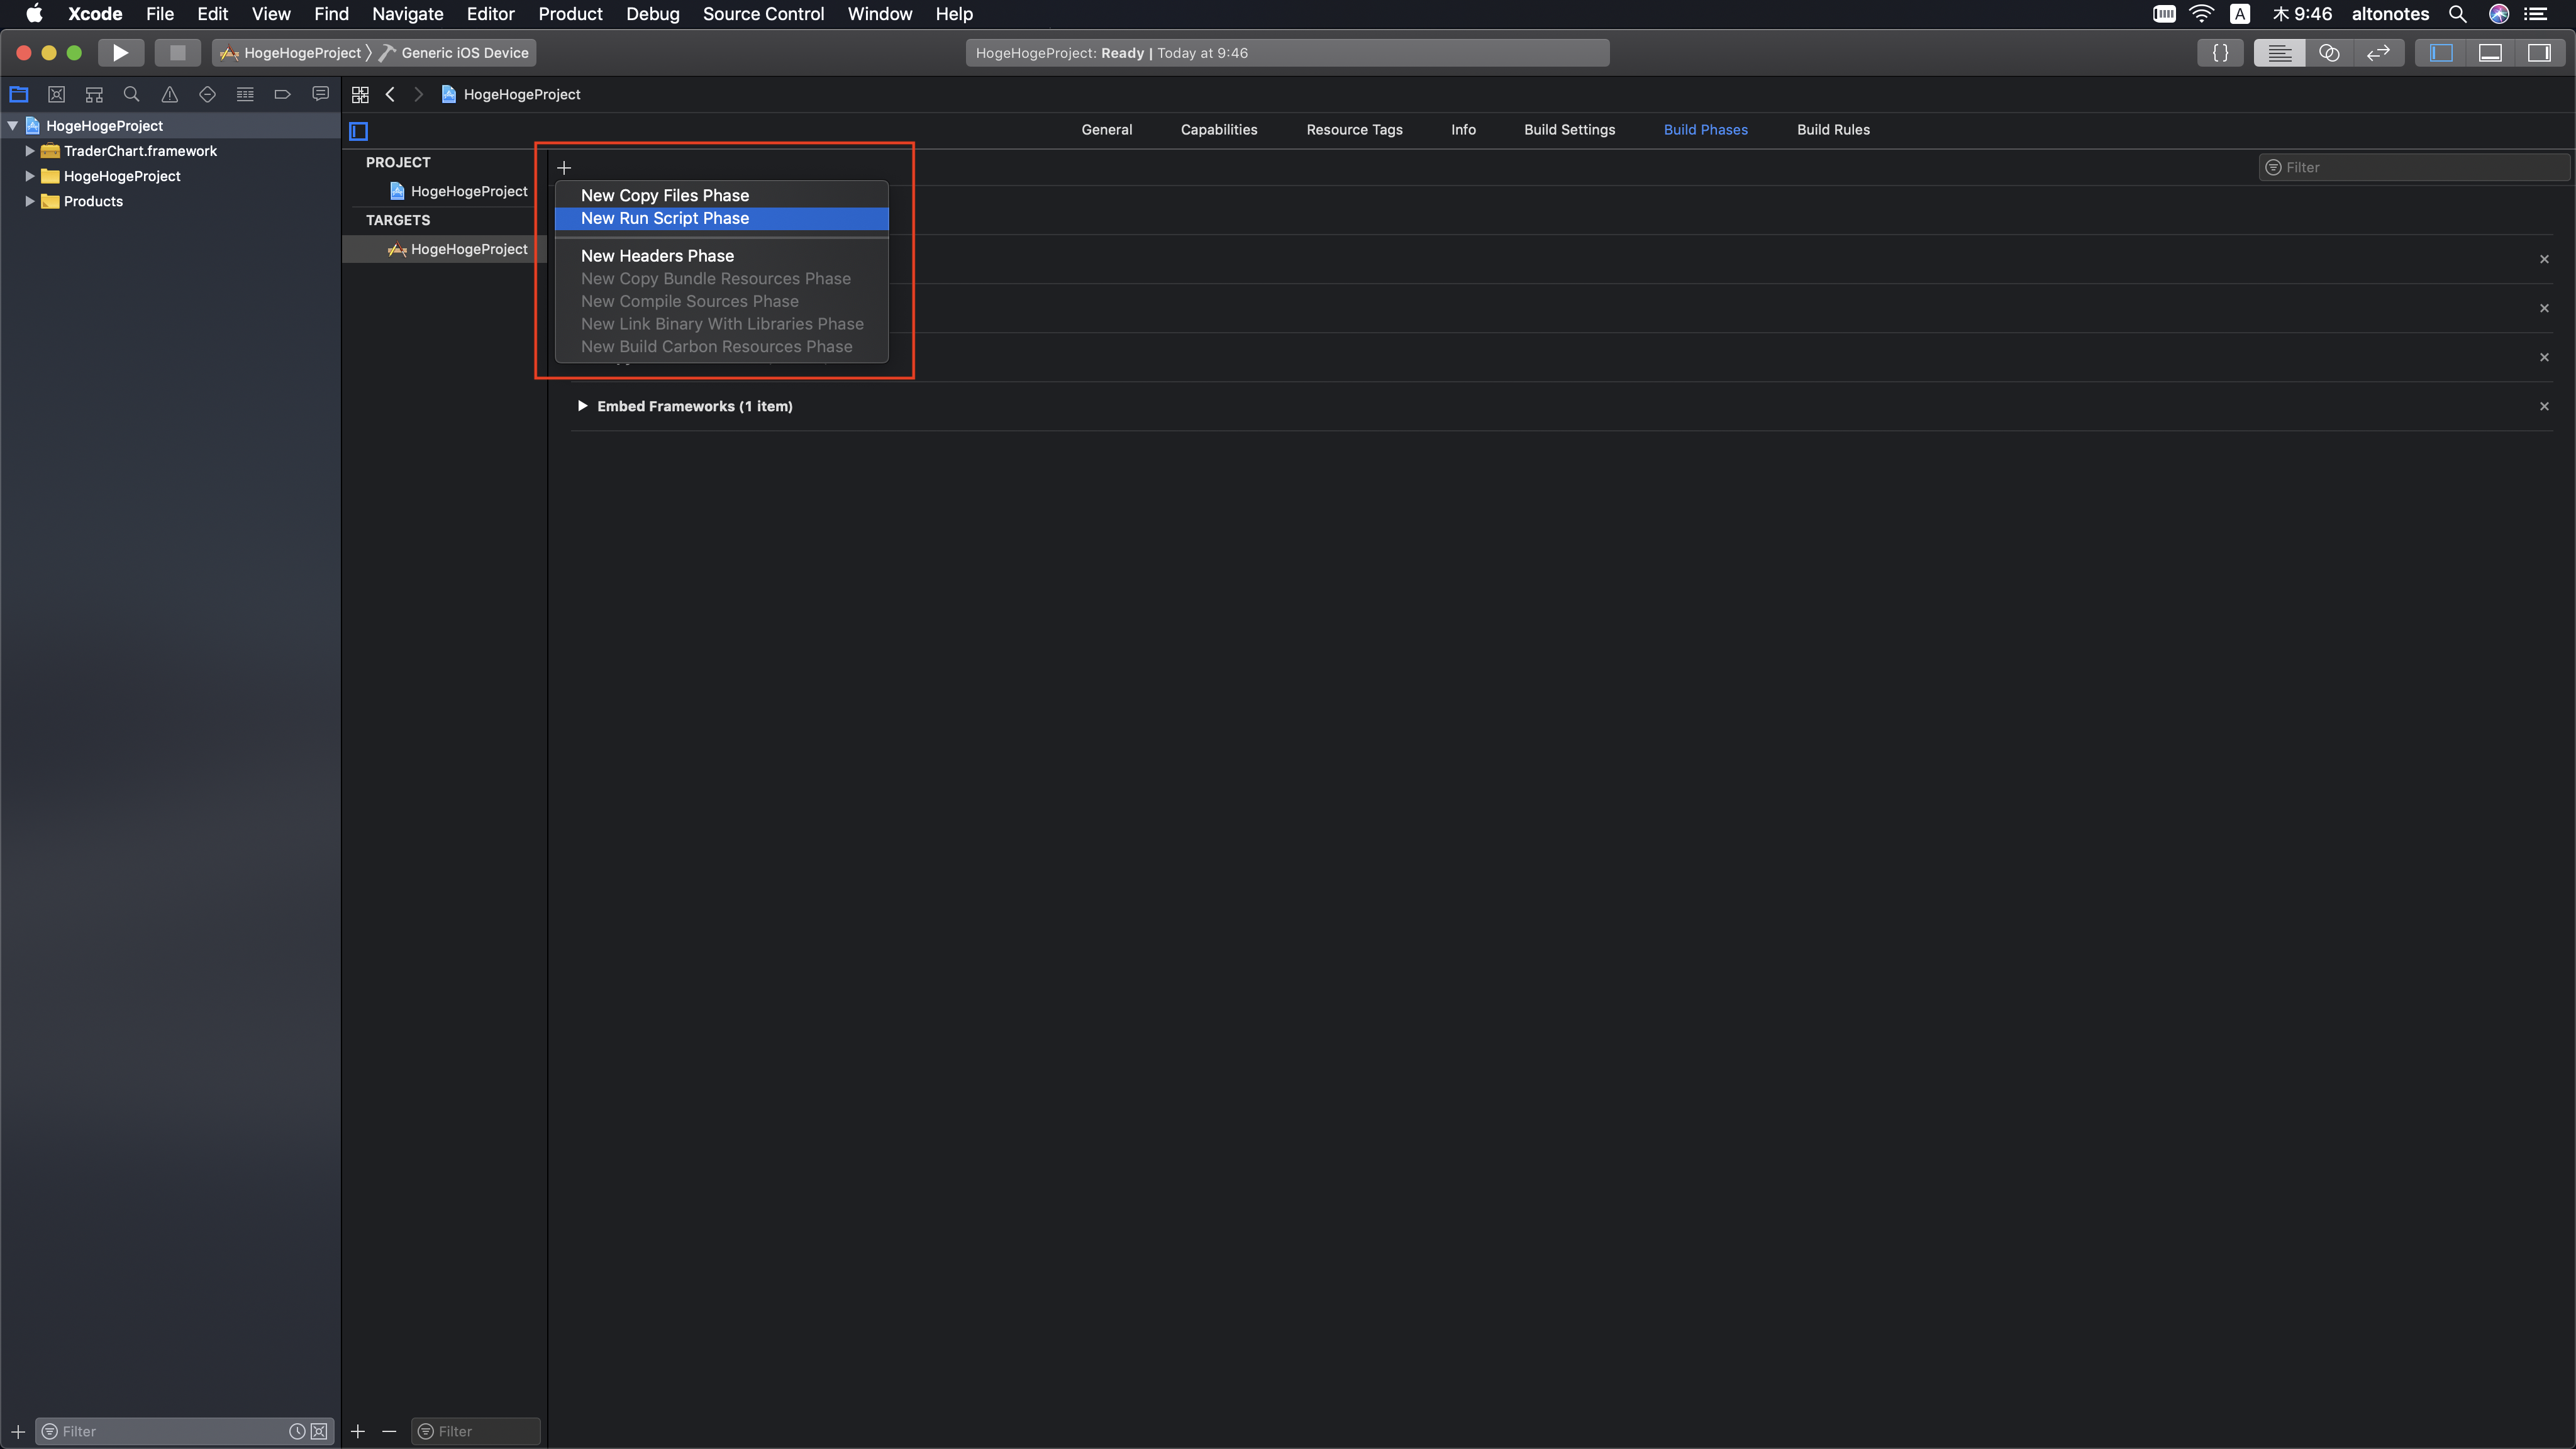 Xcode File Edit View Find Navigate Editor Product Debug Source Control Window Help
A 木 9:46 altonotes
HogeHogeProject Generic iOS Device
HogeHogeProject: Ready | Today at 9:46
{ }
HogeHogeProject
HogeHogeProject
TraderChart.framework
HogeHogeProject
Products
General Capabilities Resource Tags Info Build Settings Build Phases Build Rules
PROJECT
HogeHogeProject
TARGETS
HogeHogeProject
Filter
New Copy Files Phase
New Run Script Phase
New Headers Phase
New Copy Bundle Resources Phase
New Compile Sources Phase
New Link Binary With Libraries Phase
New Build Carbon Resources Phase
Embed Frameworks (1 item)
Filter
Filter